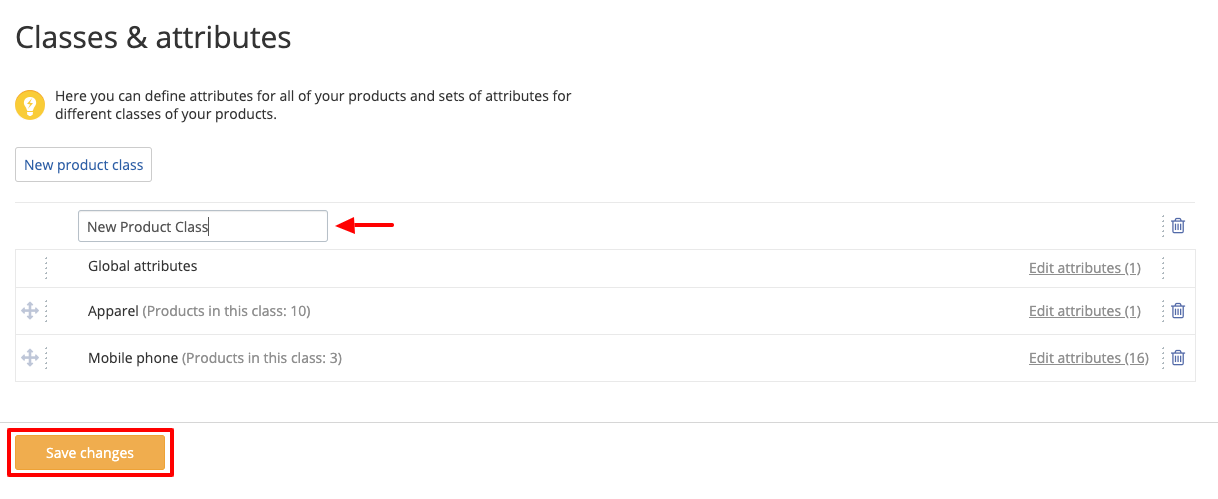 Classes & attributes
Here you can define attributes for all of your products and sets of attributes for
different classes of your products.
New product class
New Product Class
Global attributes Edit attributes (1)
Apparel (Products in this class: 10) Edit attributes (1)
Mobile phone (Products in this class: 3) Edit attributes (16)
Save changes